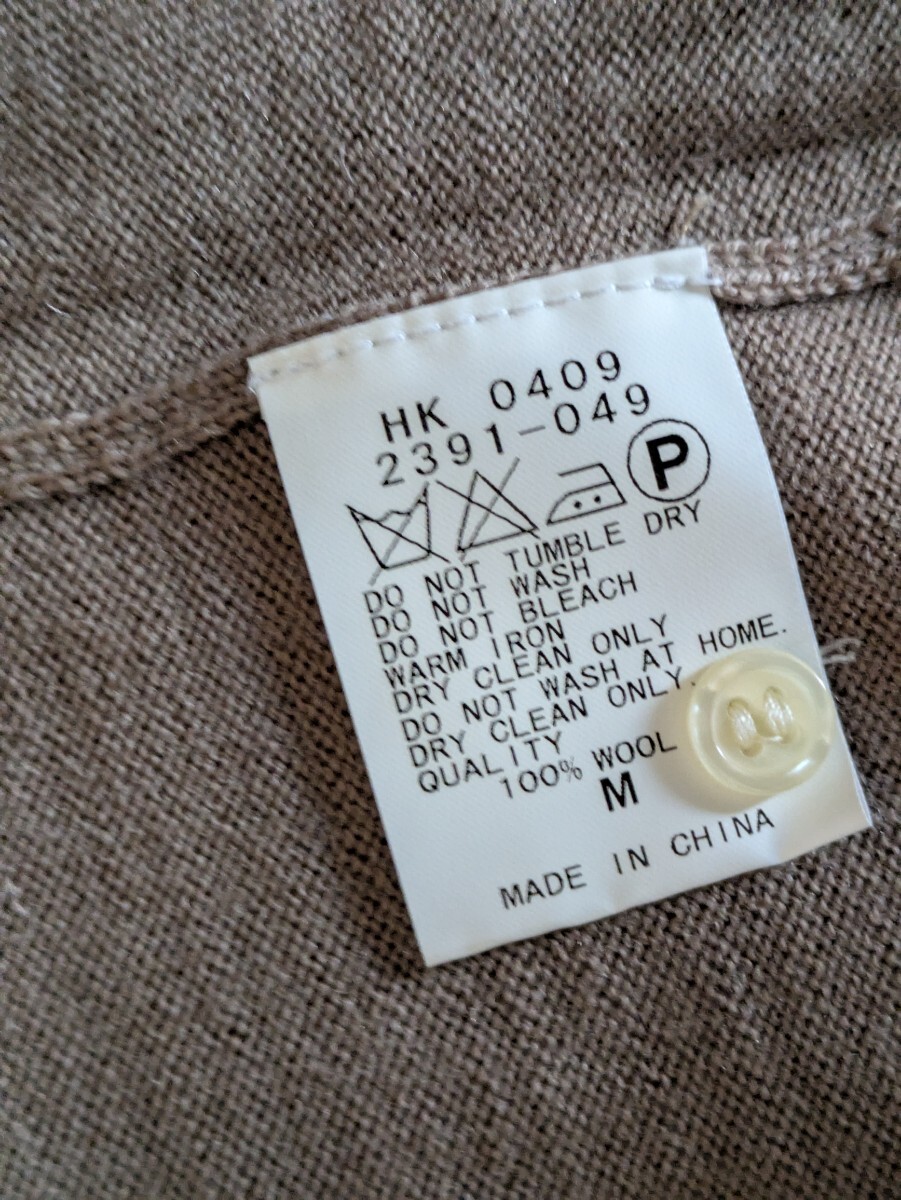 HK 0409
2391-049
P
DO NOT TUMBLE DRY
DO NOT WASH
DO NOT BLEACH
WARM IRON
DRY CLEAN ONLY
DO NOT WASH AT HOME.
DRY CLEAN ONLY.
QUALITY
100% WOOL
M
MADE IN CHINA